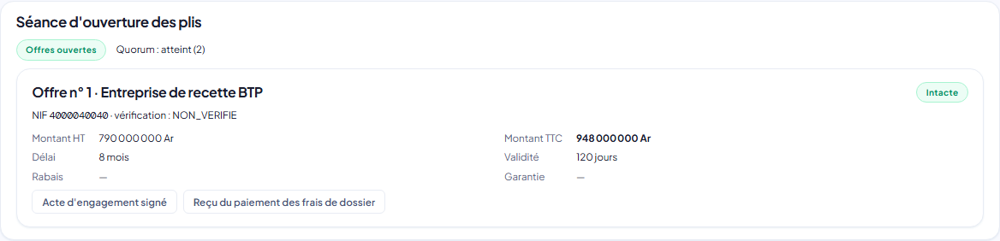 Séance d'ouverture des plis
Offres ouvertes Quorum : atteint (2)
Offre n° 1 · Entreprise de recette BTP Intacte
NIF 4000040040 · vérification : NON_VERIFIE
Montant HT 790 000 000 Ar Montant TTC 948 000 000 Ar
Délai 8 mois Validité 120 jours
Rabais — Garantie —
Acte d'engagement signé Reçu du paiement des frais de dossier